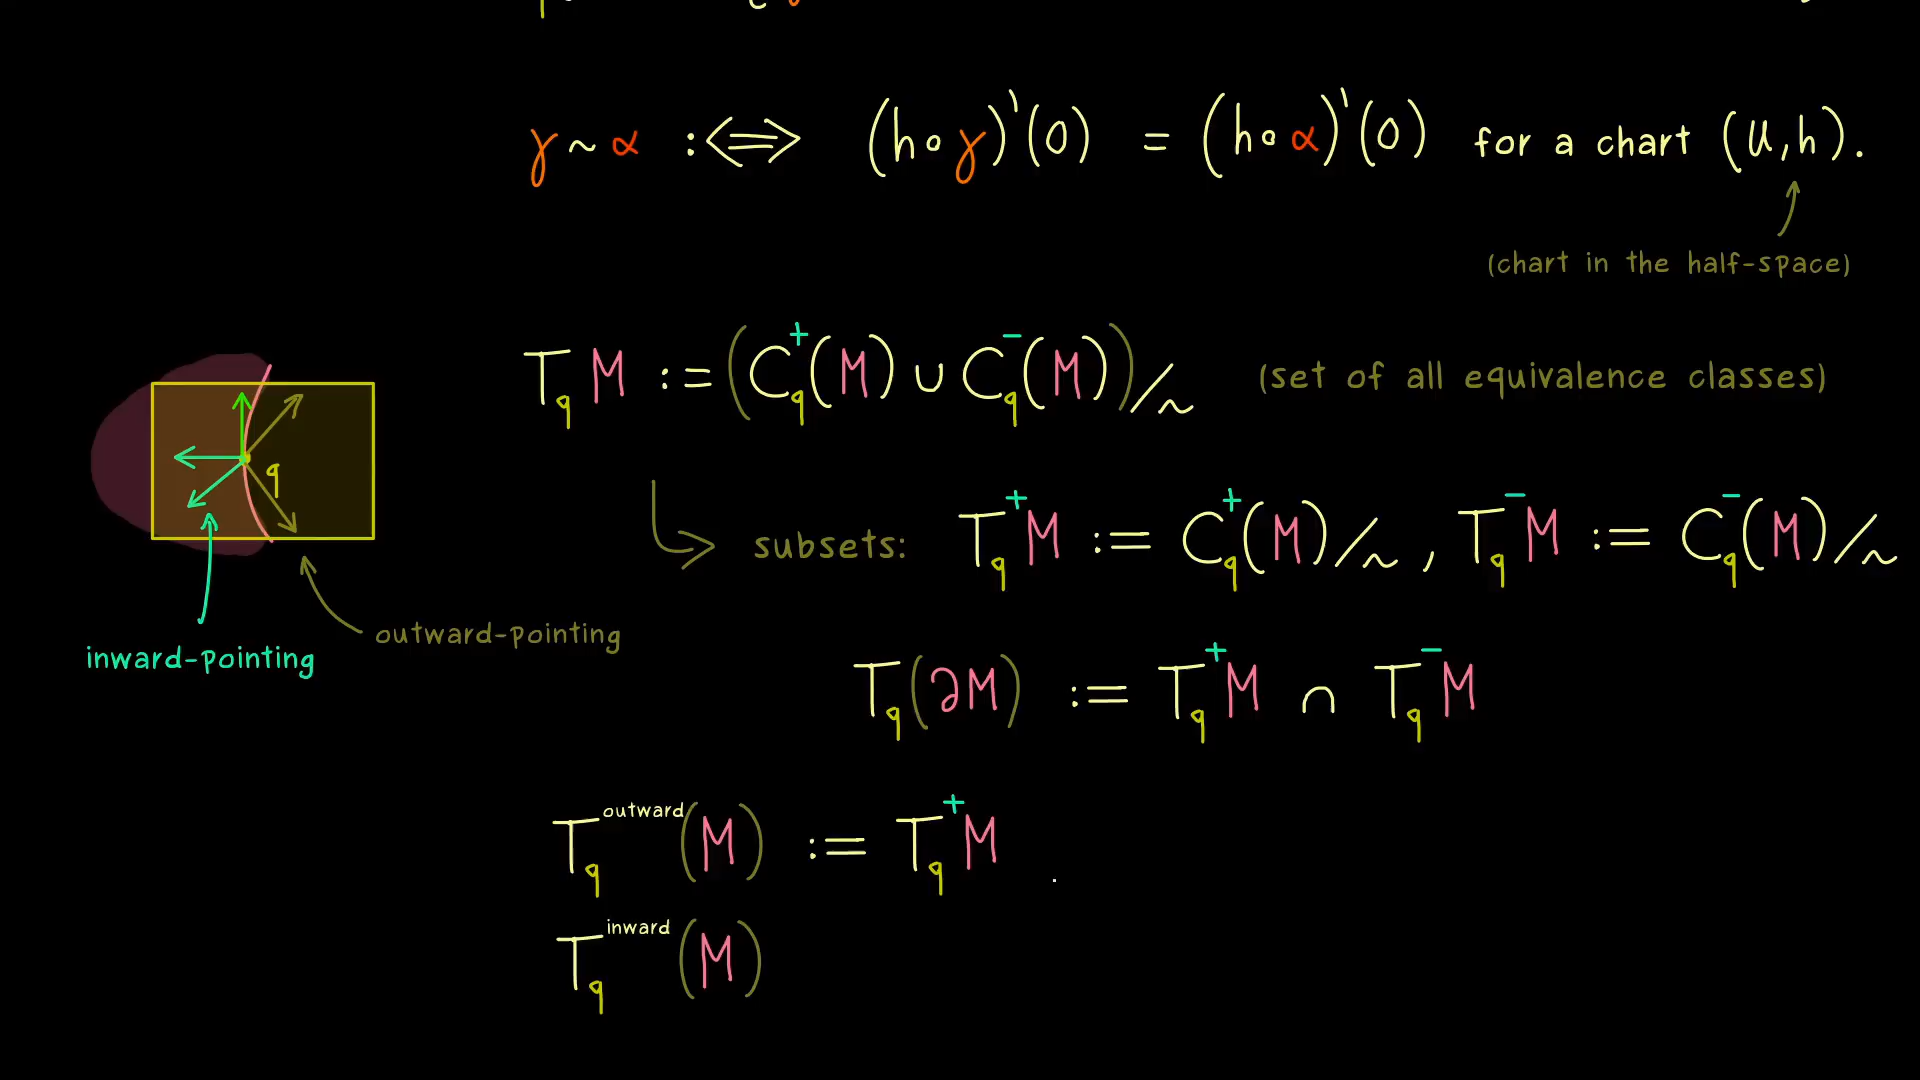 γ ~ α :⟺ (h∘γ)'(0) = (h∘α)'(0) for a chart (U,h).
(chart in the half-space)
T_q M := (C_q^+(M) ∪ C_q^-(M))/~ (set of all equivalence classes)
q
subsets: T_q^+ M := C_q^+(M)/~ , T_q^- M := C_q^-(M)/~
outward-pointing
inward-pointing
T_q(∂M) := T_q^+ M ∩ T_q^- M
T_q^outward(M) := T_q^+ M
T_q^inward(M)